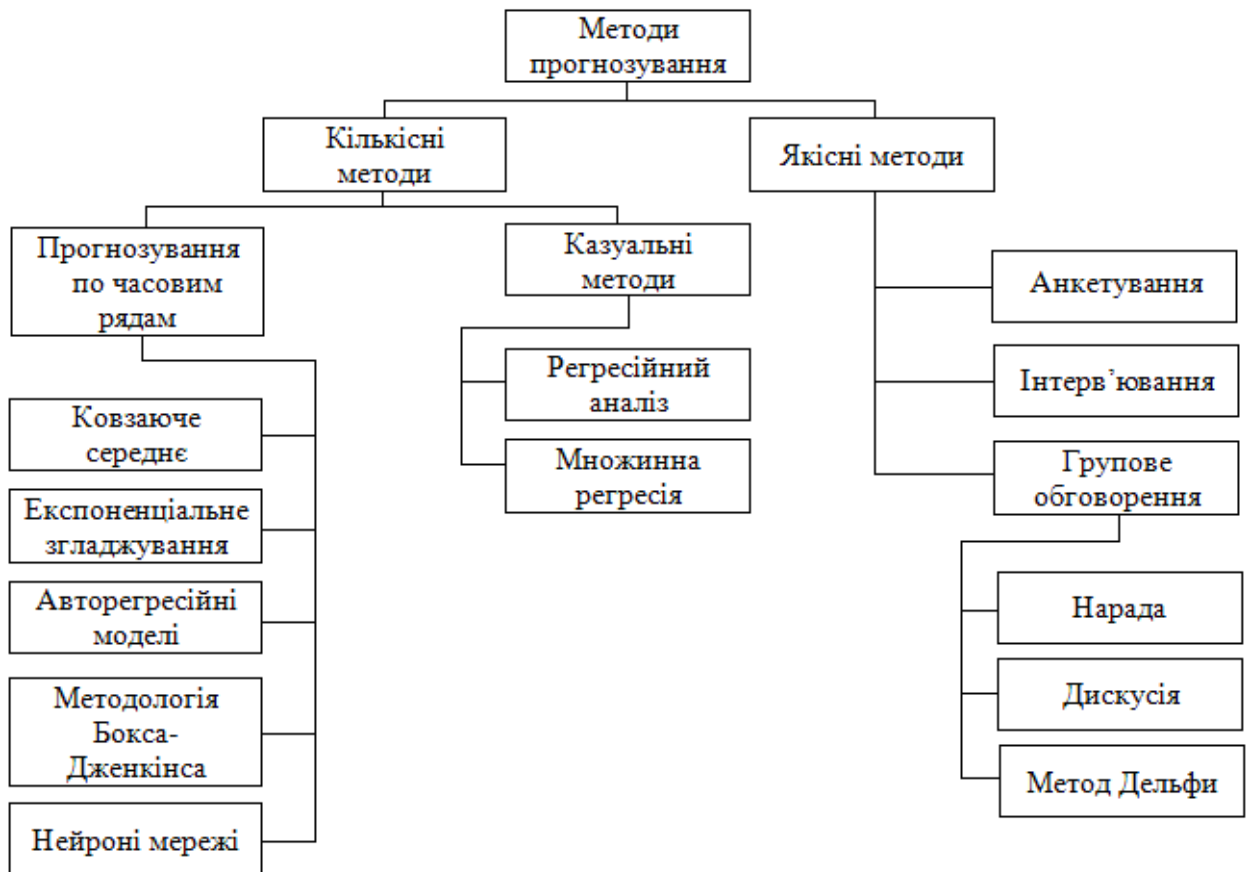 Методи
прогнозування
Кількісні
методи
Якісні методи
Прогнозування
по часовим
рядам
Казуальні
методи
Ковзаюче
середнє
Експоненціальне
згладжування
Авторегресійні
моделі
Методологія
Бокса-
Дженкінса
Нейроні мережі
Регресійний
аналіз
Множинна
регресія
Анкетування
Інтерв’ювання
Групове
обговорення
Нарада
Дискусія
Метод Дельфи